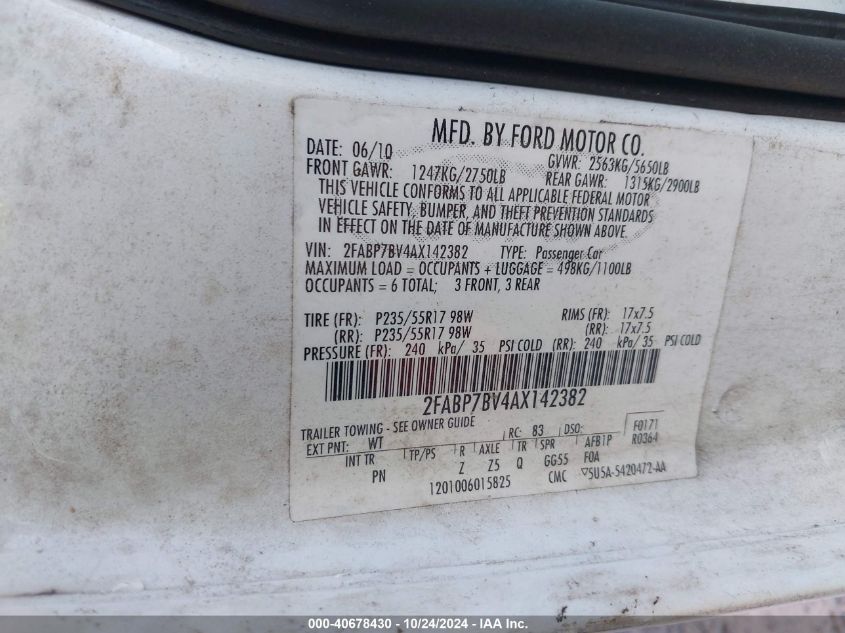 MFD. BY FORD MOTOR CO.
DATE: 06/10 GVWR: 2563KG/5650LB
FRONT GAWR: 1247KG/2750LB REAR GAWR: 1315KG/2900LB
THIS VEHICLE CONFORMS TO ALL APPLICABLE FEDERAL MOTOR
VEHICLE SAFETY, BUMPER, AND THEFT PREVENTION STANDARDS
IN EFFECT ON THE DATE OF MANUFACTURE SHOWN ABOVE.
VIN: 2FABP7BV4AX142382 TYPE: Passenger Car
MAXIMUM LOAD = OCCUPANTS + LUGGAGE = 498KG/1100LB
OCCUPANTS = 6 TOTAL; 3 FRONT, 3 REAR
TIRE (FR): P235/55R17 98W RIMS (FR): 17x7.5
(RR): P235/55R17 98W (RR): 17x7.5
PRESSURE (FR): 240 kPa/ 35 PSI COLD (RR): 240 kPa/ 35 PSI COLD
2FABP7BV4AX142382
TRAILER TOWING - SEE OWNER GUIDE
EXT PNT: WT RC: 83 DSO: F0171
INT TR TP/PS R AXLE TR SPR AFB1P R0364
PN Z Z5 Q GG55 FOA
1201006015825 CMC 5U5A-5420472-AA
000-40678430 - 10/24/2024 - IAA Inc.